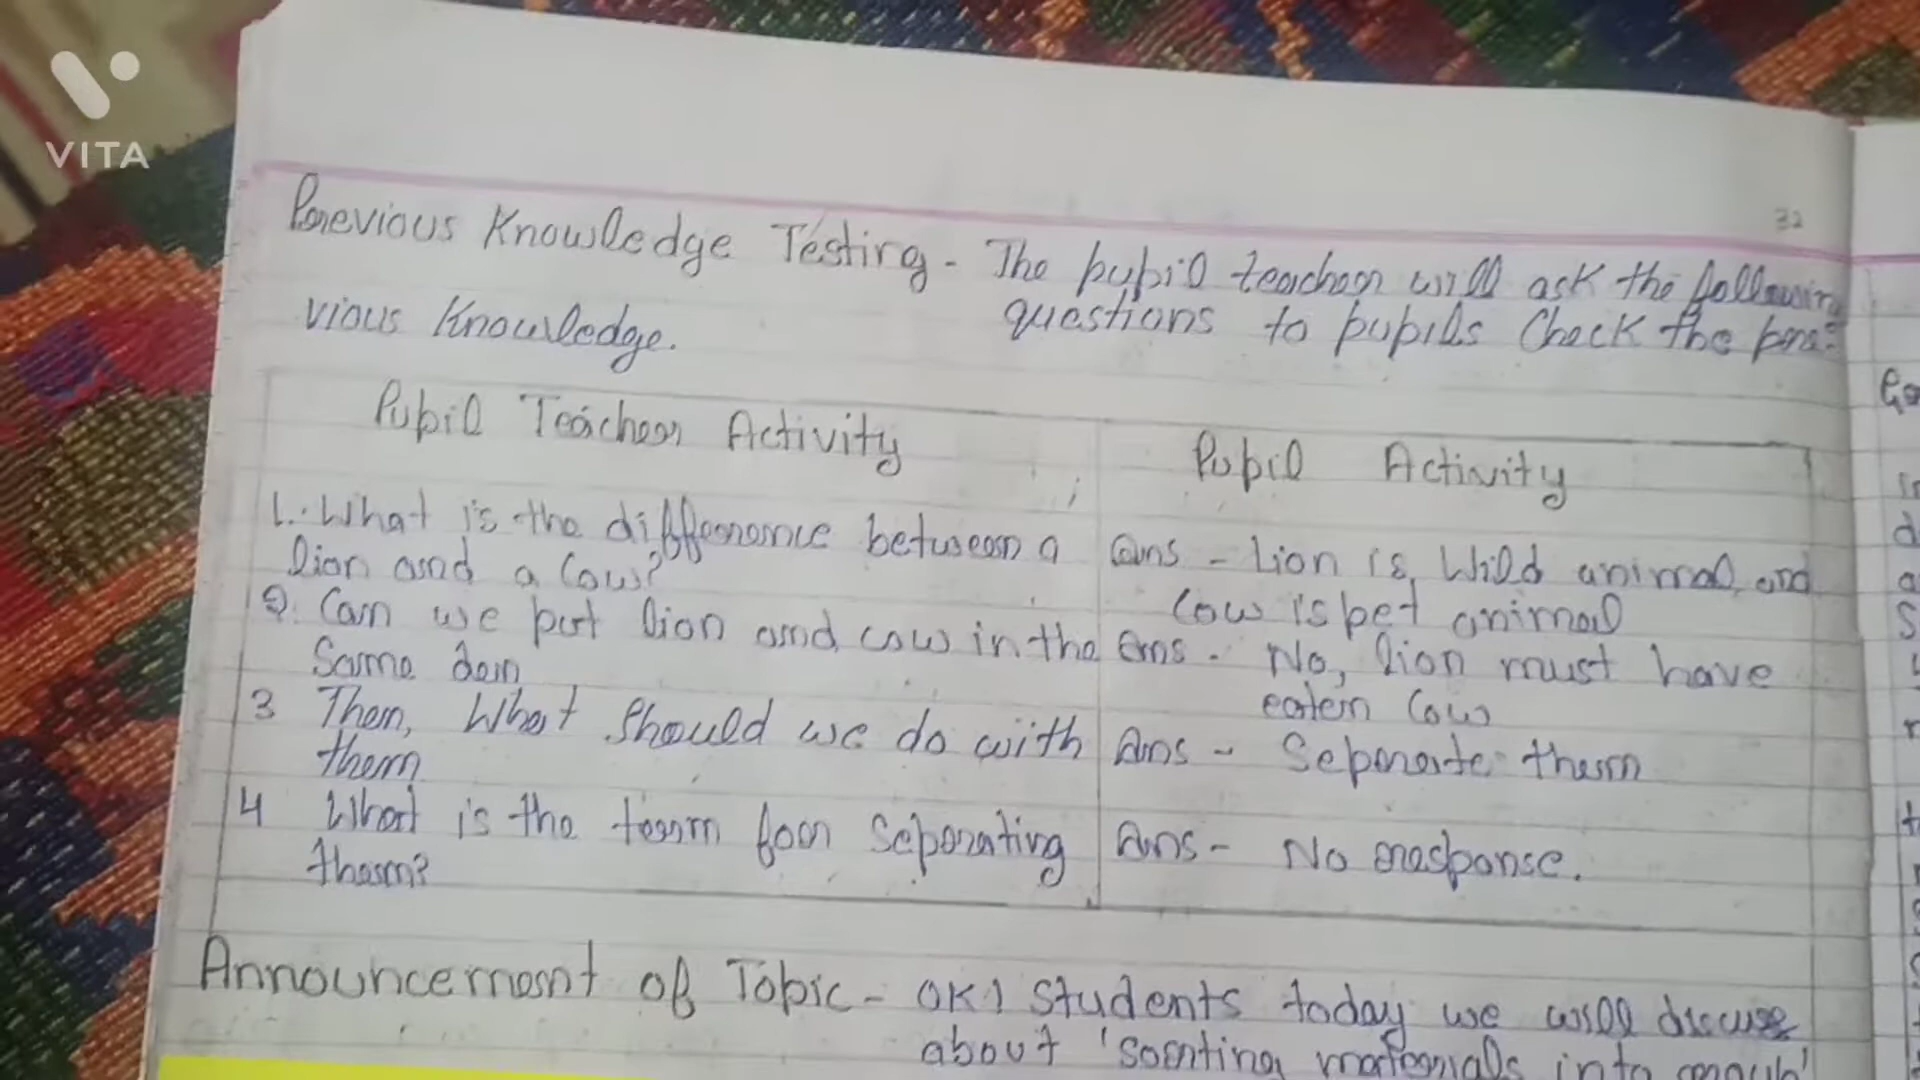 VITA
32
Previous Knowledge Testing - The pupil teacher will ask the following
questions to pupils Check the pre=
vious Knowledge.
Pupil Teacher Activity
Pupil Activity
1. What is the difference between a
lion and a Cow?
Ans - Lion is Wild animal and
Cow is pet animal
2. Can we put lion and cow in the
Same den
Ans - No, lion must have
eaten Cow
3 Then, What should we do with
them
Ans - Seperate them
4 What is the term for Seperating
them?
Ans - No response.
Announcement of Topic - OK! Students today we will discuss
about 'Sorting materials into group'